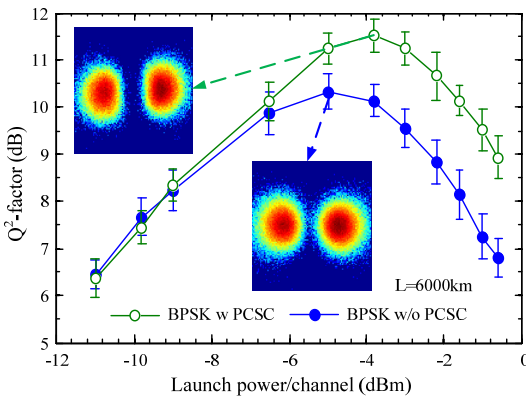 12
11
10
9
8
7
6
5
Q²-factor (dB)
L=6000km
BPSK w PCSC
BPSK w/o PCSC
-12 -10 -8 -6 -4 -2 0
Launch power/channel (dBm)